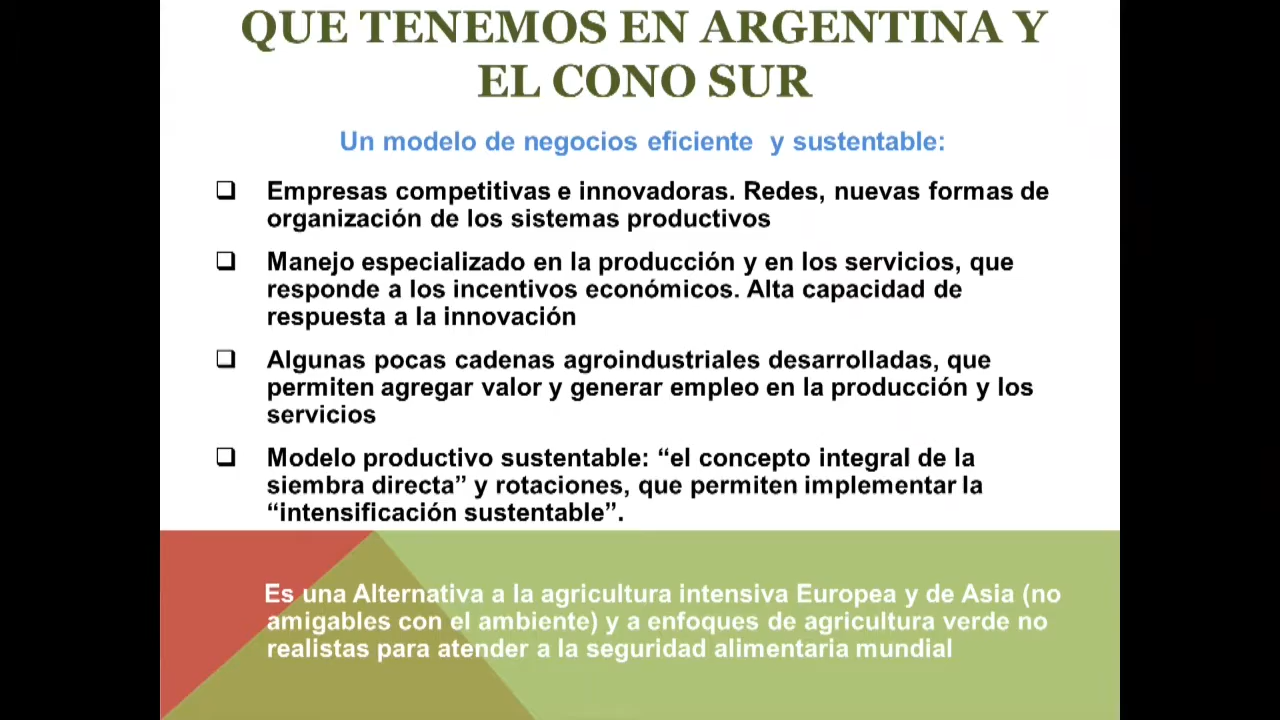 QUE TENEMOS EN ARGENTINA Y
EL CONO SUR
Un modelo de negocios eficiente y sustentable:
Empresas competitivas e innovadoras. Redes, nuevas formas de
organización de los sistemas productivos
Manejo especializado en la producción y en los servicios, que
responde a los incentivos económicos. Alta capacidad de
respuesta a la innovación
Algunas pocas cadenas agroindustriales desarrolladas, que
permiten agregar valor y generar empleo en la producción y los
servicios
Modelo productivo sustentable: “el concepto integral de la
siembra directa” y rotaciones, que permiten implementar la
“intensificación sustentable”.
Es una Alternativa a la agricultura intensiva Europea y de Asia (no
amigables con el ambiente) y a enfoques de agricultura verde no
realistas para atender a la seguridad alimentaria mundial